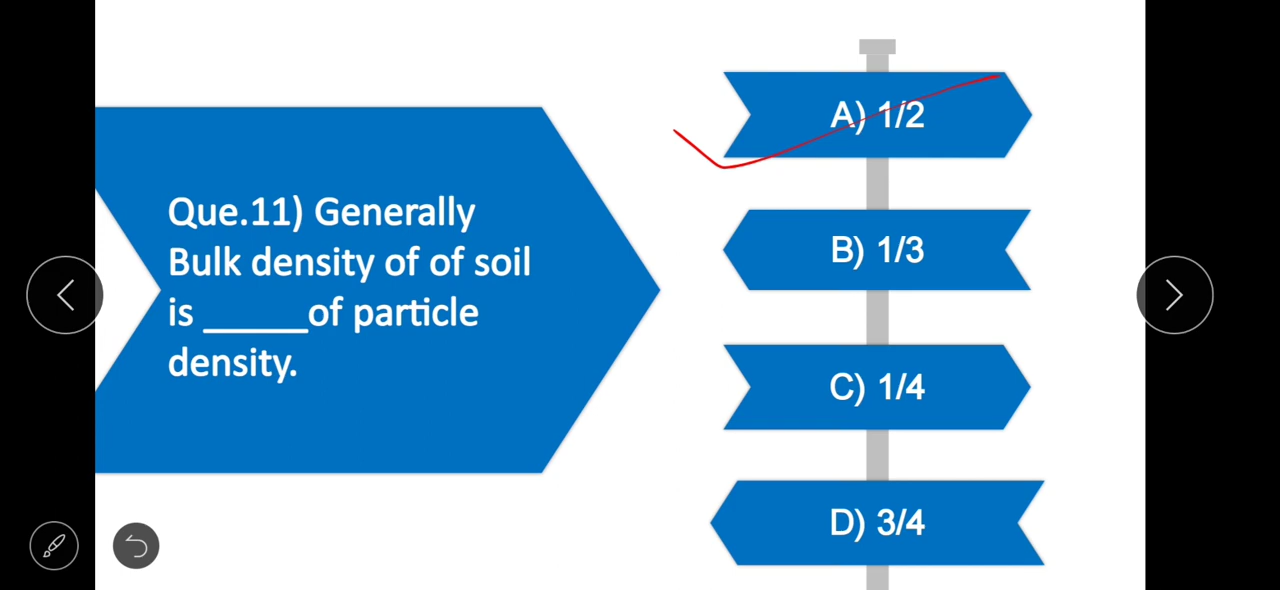 Que.11) Generally
Bulk density of of soil
is _____of particle
density.
A) 1/2
B) 1/3
C) 1/4
D) 3/4